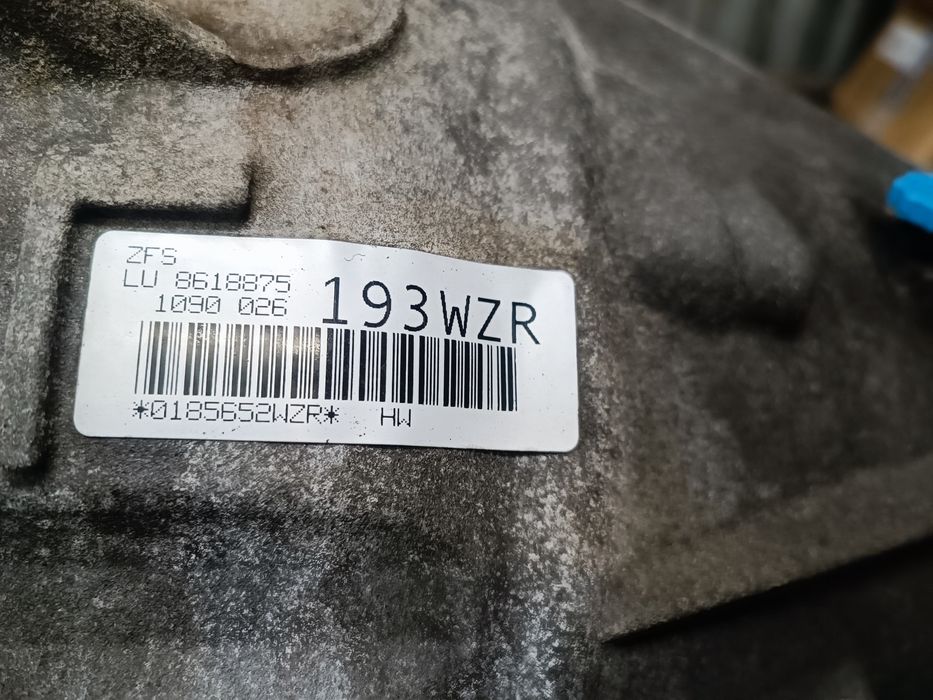 ZFS
LU 8618875
1090 026
193WZR
*0185652WZR* HW